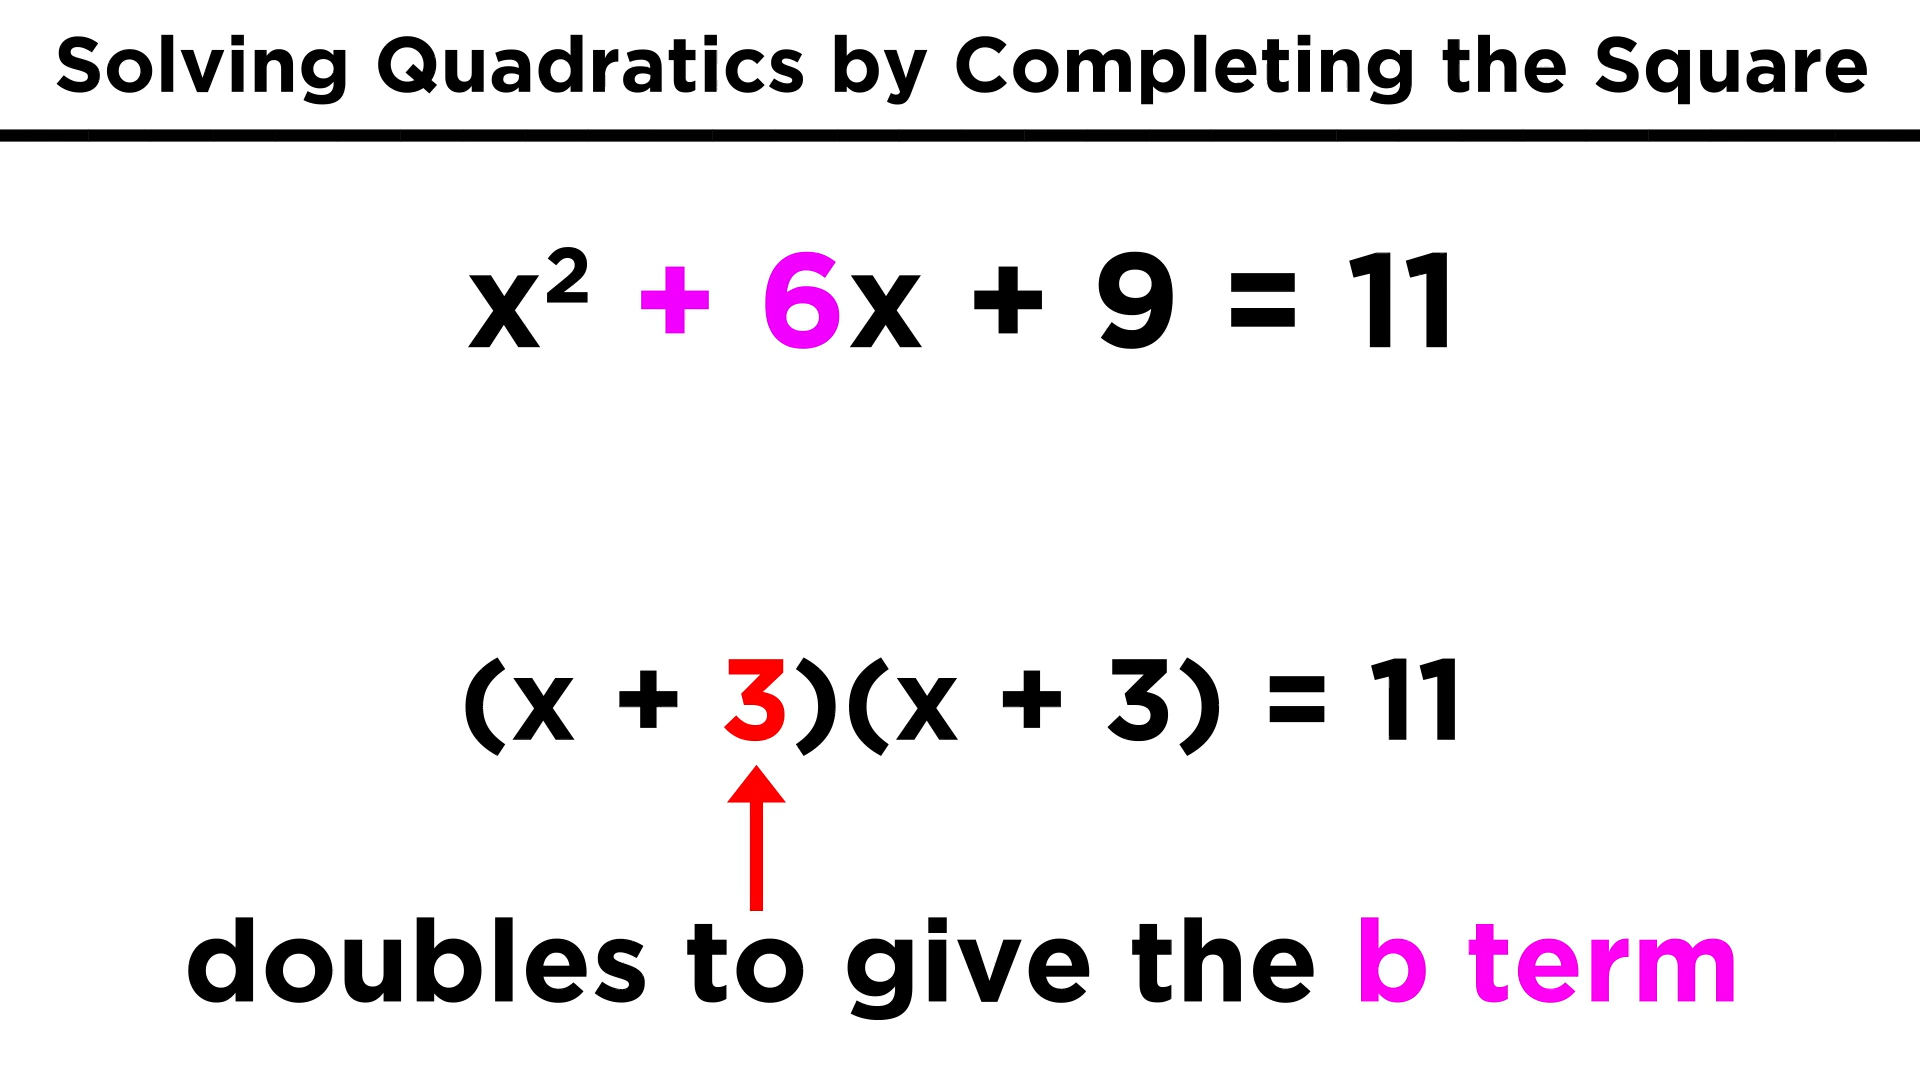 Solving Quadratics by Completing the Square
x² + 6x + 9 = 11
(x + 3)(x + 3) = 11
doubles to give the b term